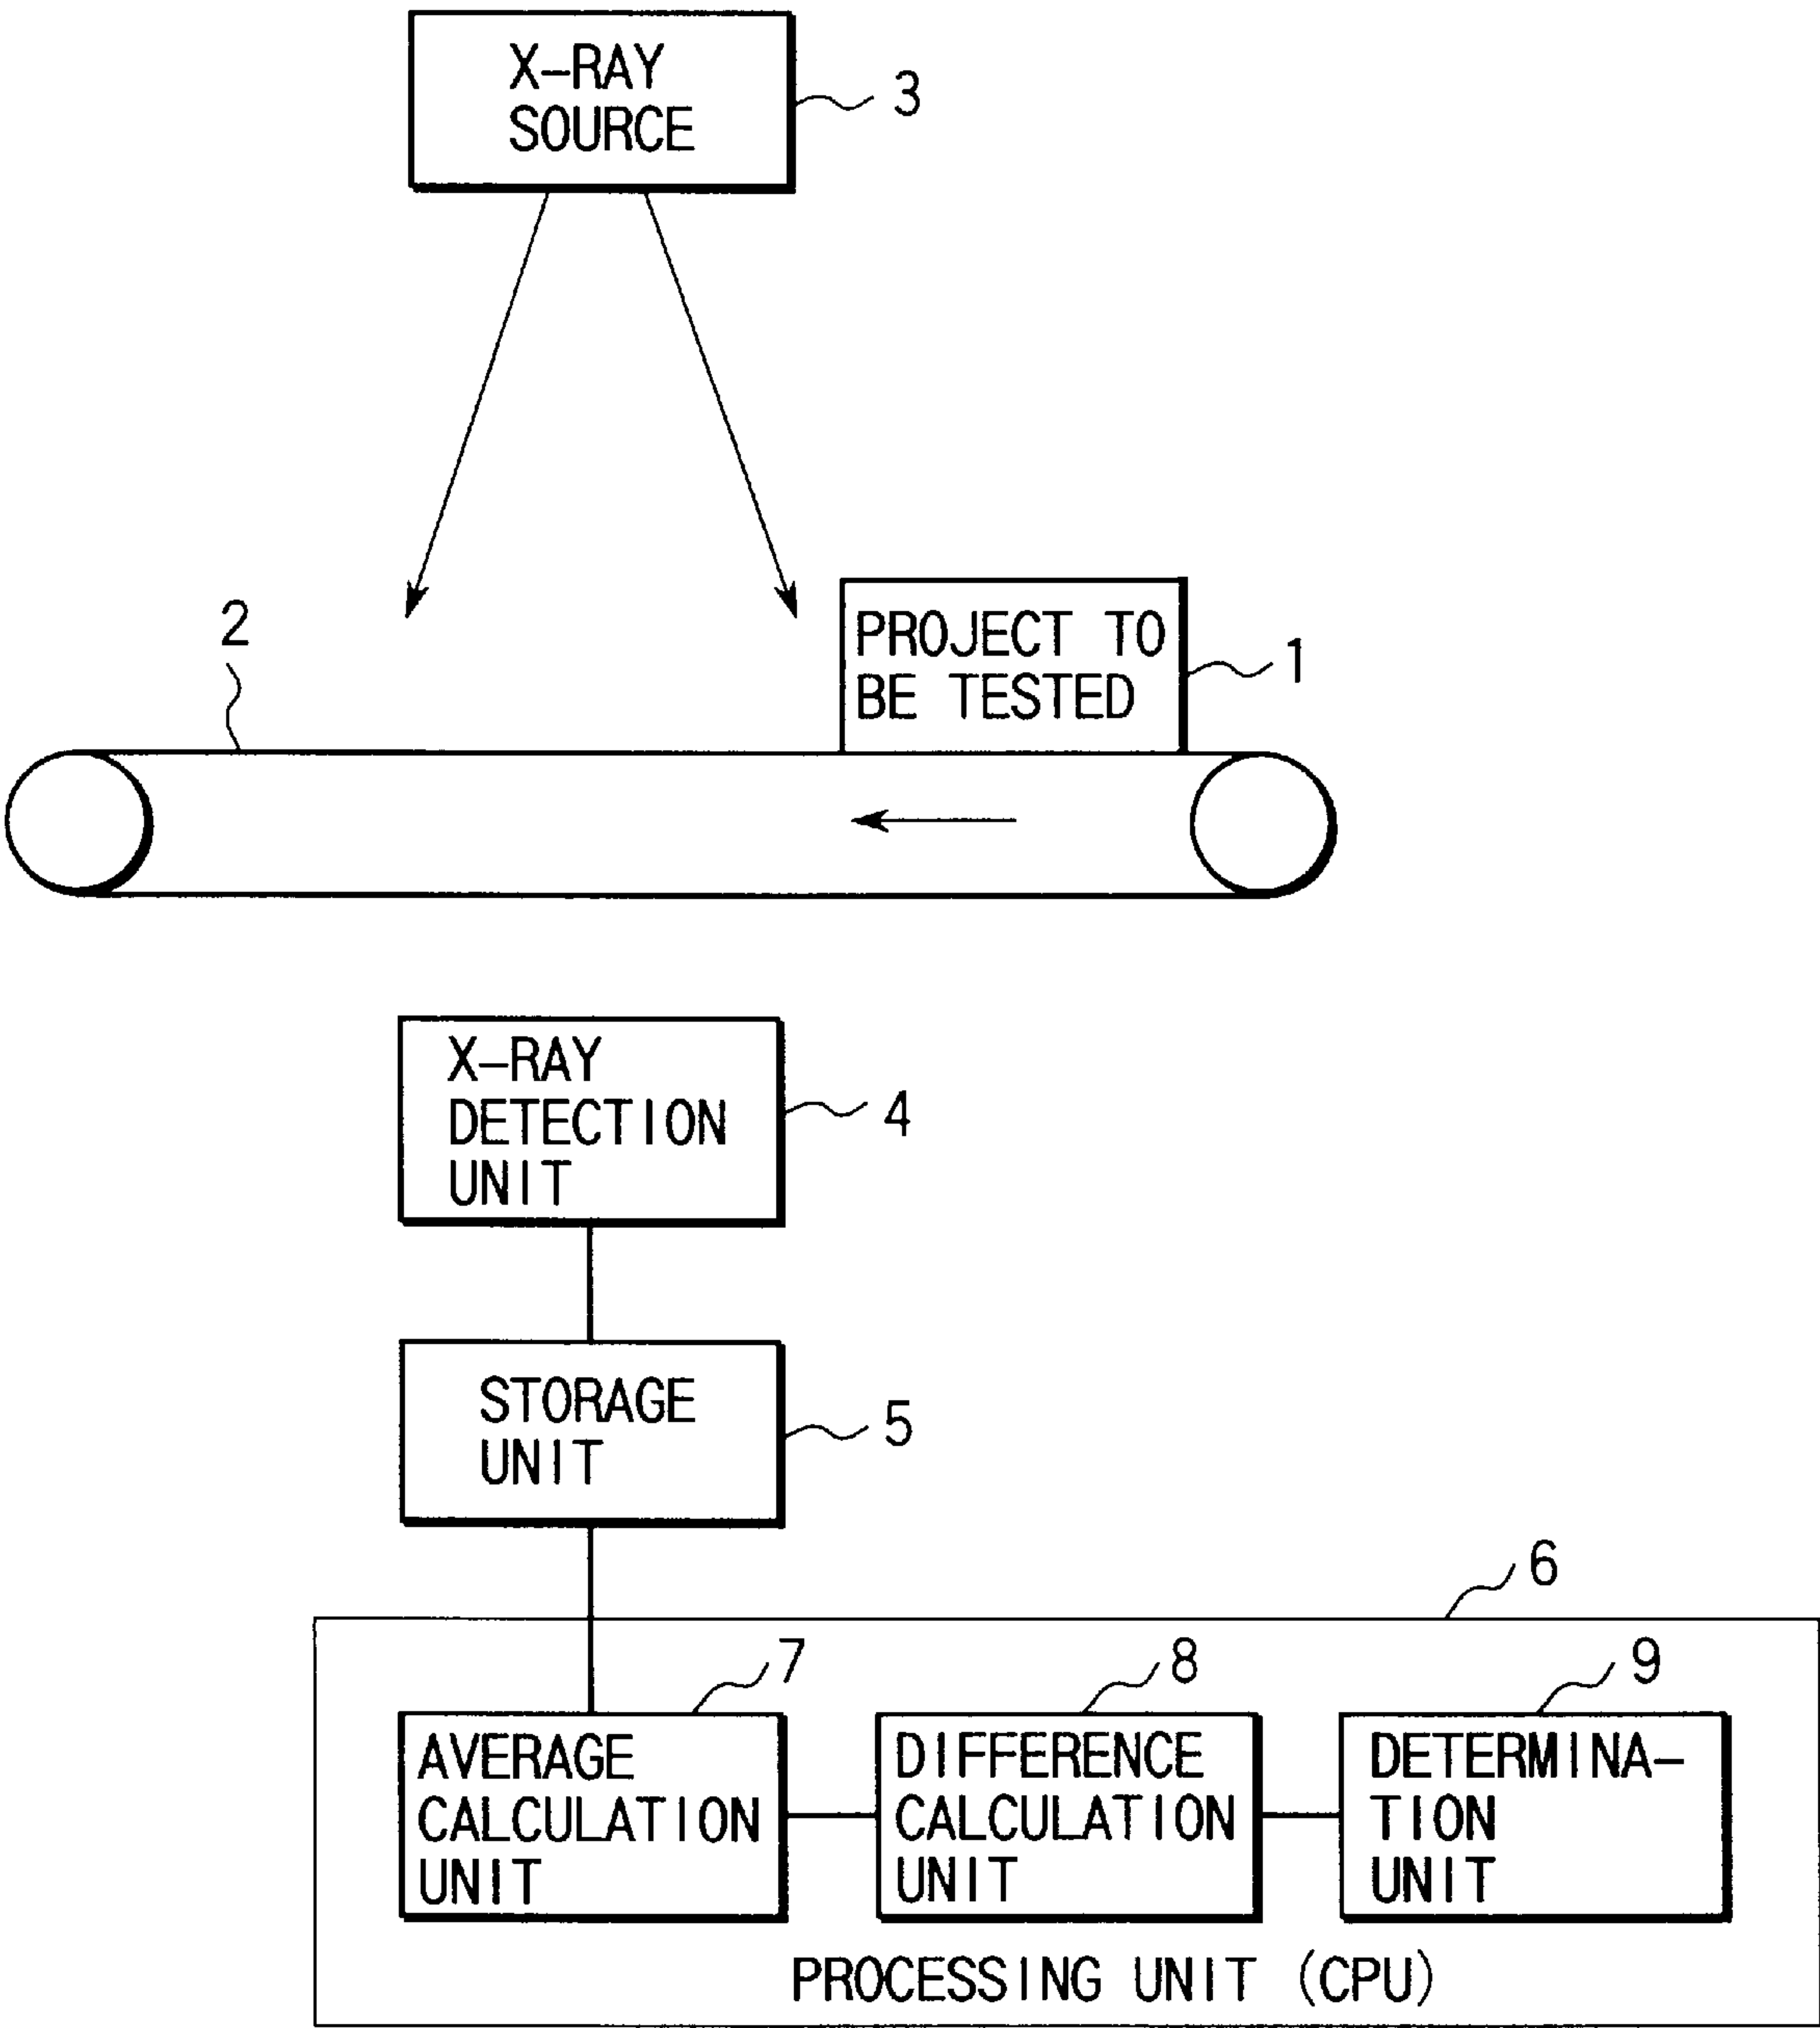 X-RAY
SOURCE
3
2
PROJECT TO
BE TESTED
1
X-RAY
DETECTION
UNIT
4
STORAGE
UNIT
5
6
7
8
9
AVERAGE
CALCULATION
UNIT
DIFFERENCE
CALCULATION
UNIT
DETERMINA-
TION
UNIT
PROCESSING UNIT (CPU)